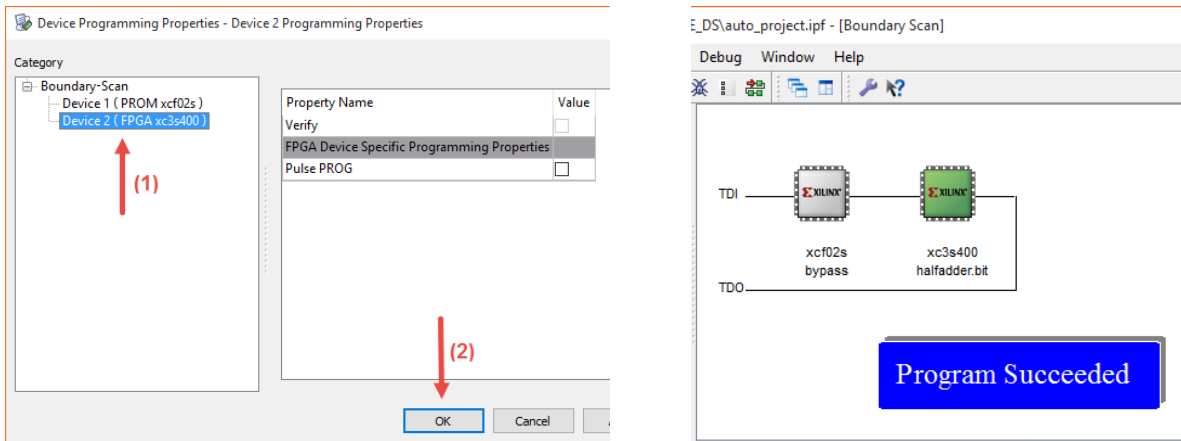 Device Programming Properties - Device 2 Programming Properties
Category
Boundary-Scan
Device 1 ( PROM xcf02s )
Device 2 ( FPGA xc3s400 )
(1)
Property Name Value
Verify
FPGA Device Specific Programming Properties
Pulse PROG
(2)
OK Cancel
E_DS\auto_project.ipf - [Boundary Scan]
Debug Window Help
TDI
XILINX XILINX
xcf02s xc3s400
bypass halfadder.bit
TDO
Program Succeeded